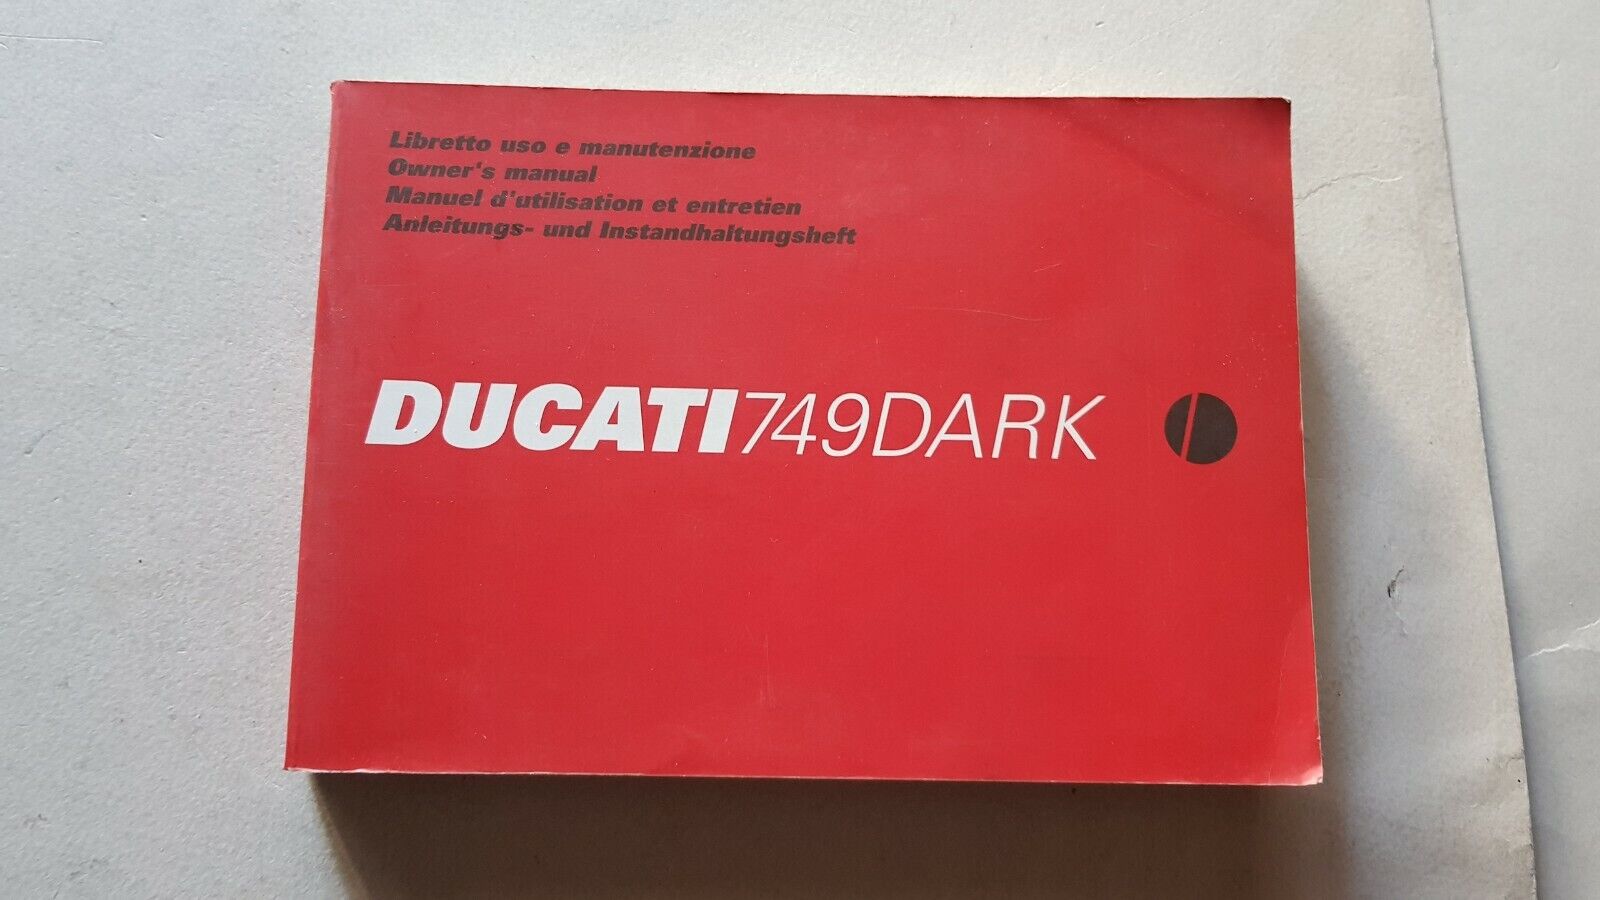 Libretto uso e manutenzione
Owner's manual
Manuel d'utilisation et entretien
Anleitungs- und Instandhaltungsheft
DUCATI749DARK